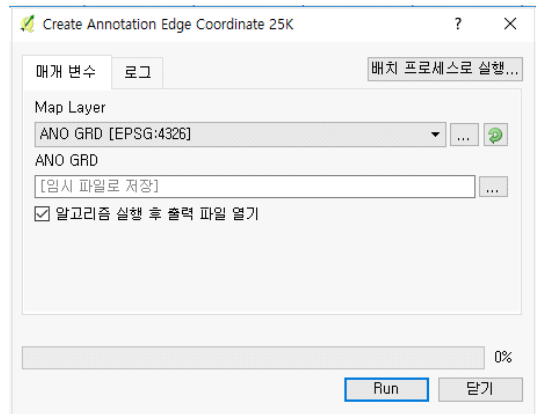 Create Annotation Edge Coordinate 25K ? ×
매개 변수 로그 배치 프로세스로 실행...
Map Layer
ANO GRD [EPSG:4326] ...
ANO GRD
[임시 파일로 저장] ...
알고리즘 실행 후 출력 파일 열기
0%
Run 닫기